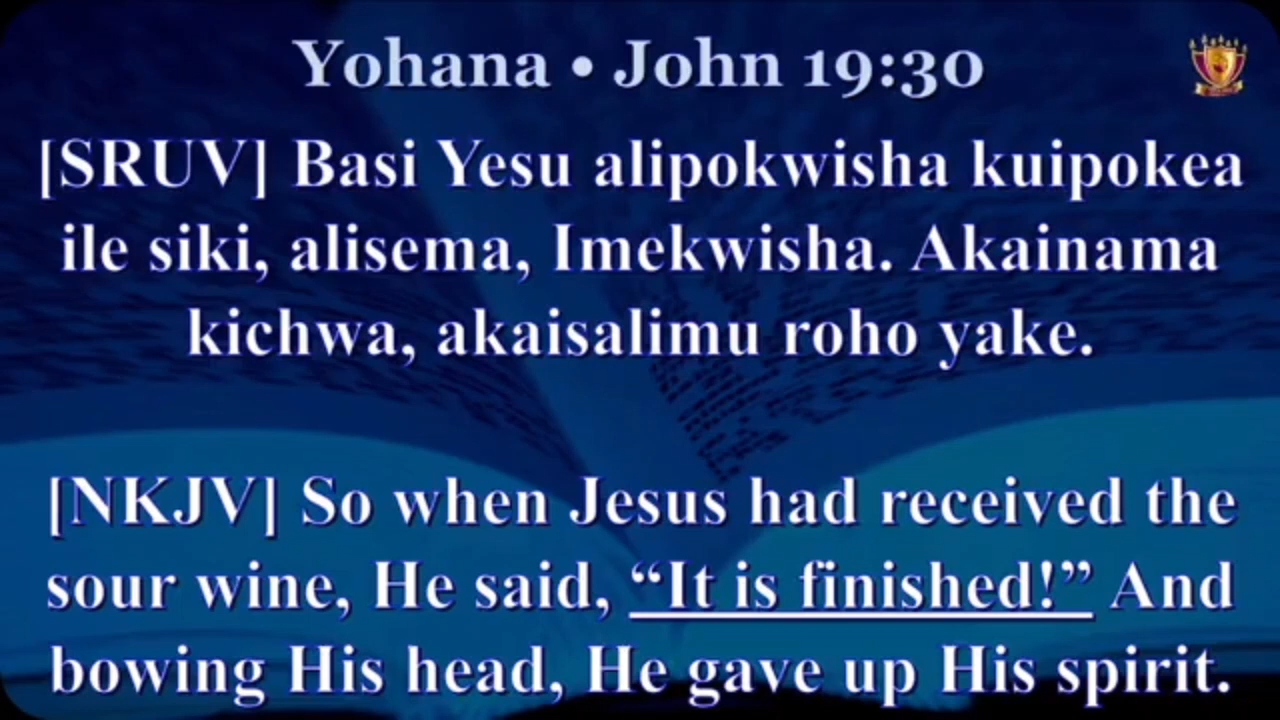 Yohana • John 19:30
[SRUV] Basi Yesu alipokwisha kuipokea
ile siki, alisema, Imekwisha. Akainama
kichwa, akaisalimu roho yake.
[NKJV] So when Jesus had received the
sour wine, He said, “It is finished!” And
bowing His head, He gave up His spirit.